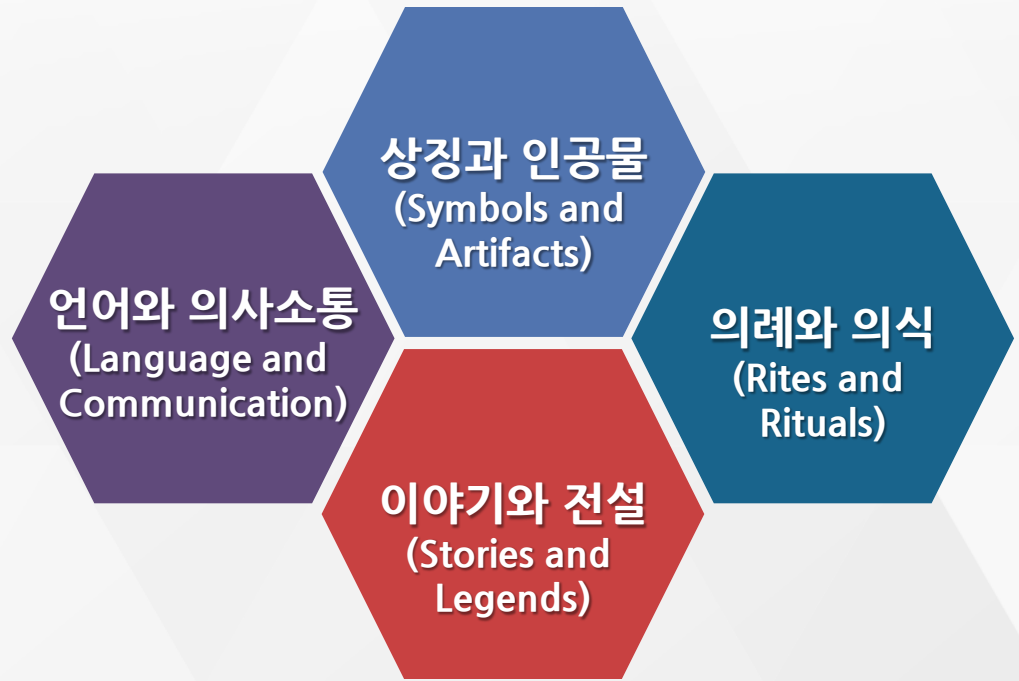 상징과 인공물
(Symbols and
Artifacts)
언어와 의사소통
(Language and
Communication)
의례와 의식
(Rites and
Rituals)
이야기와 전설
(Stories and
Legends)